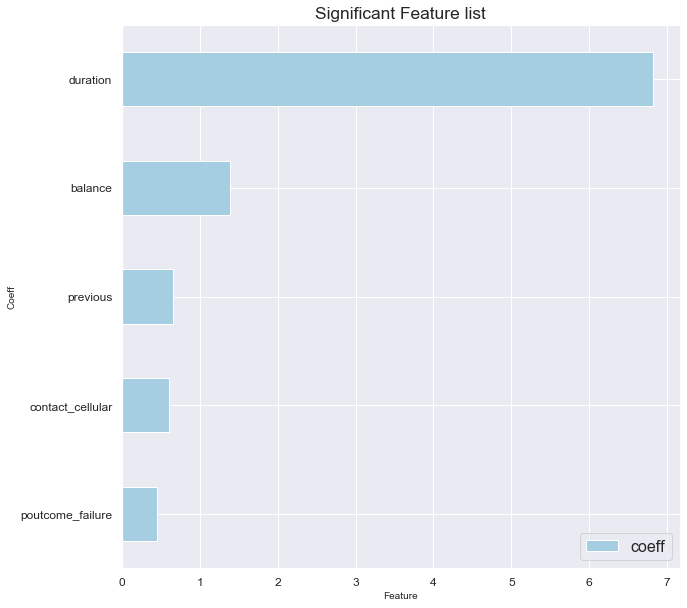 Significant Feature list
duration
balance
previous
contact_cellular
poutcome_failure
Coeff
0 1 2 3 4 5 6 7
Feature
coeff